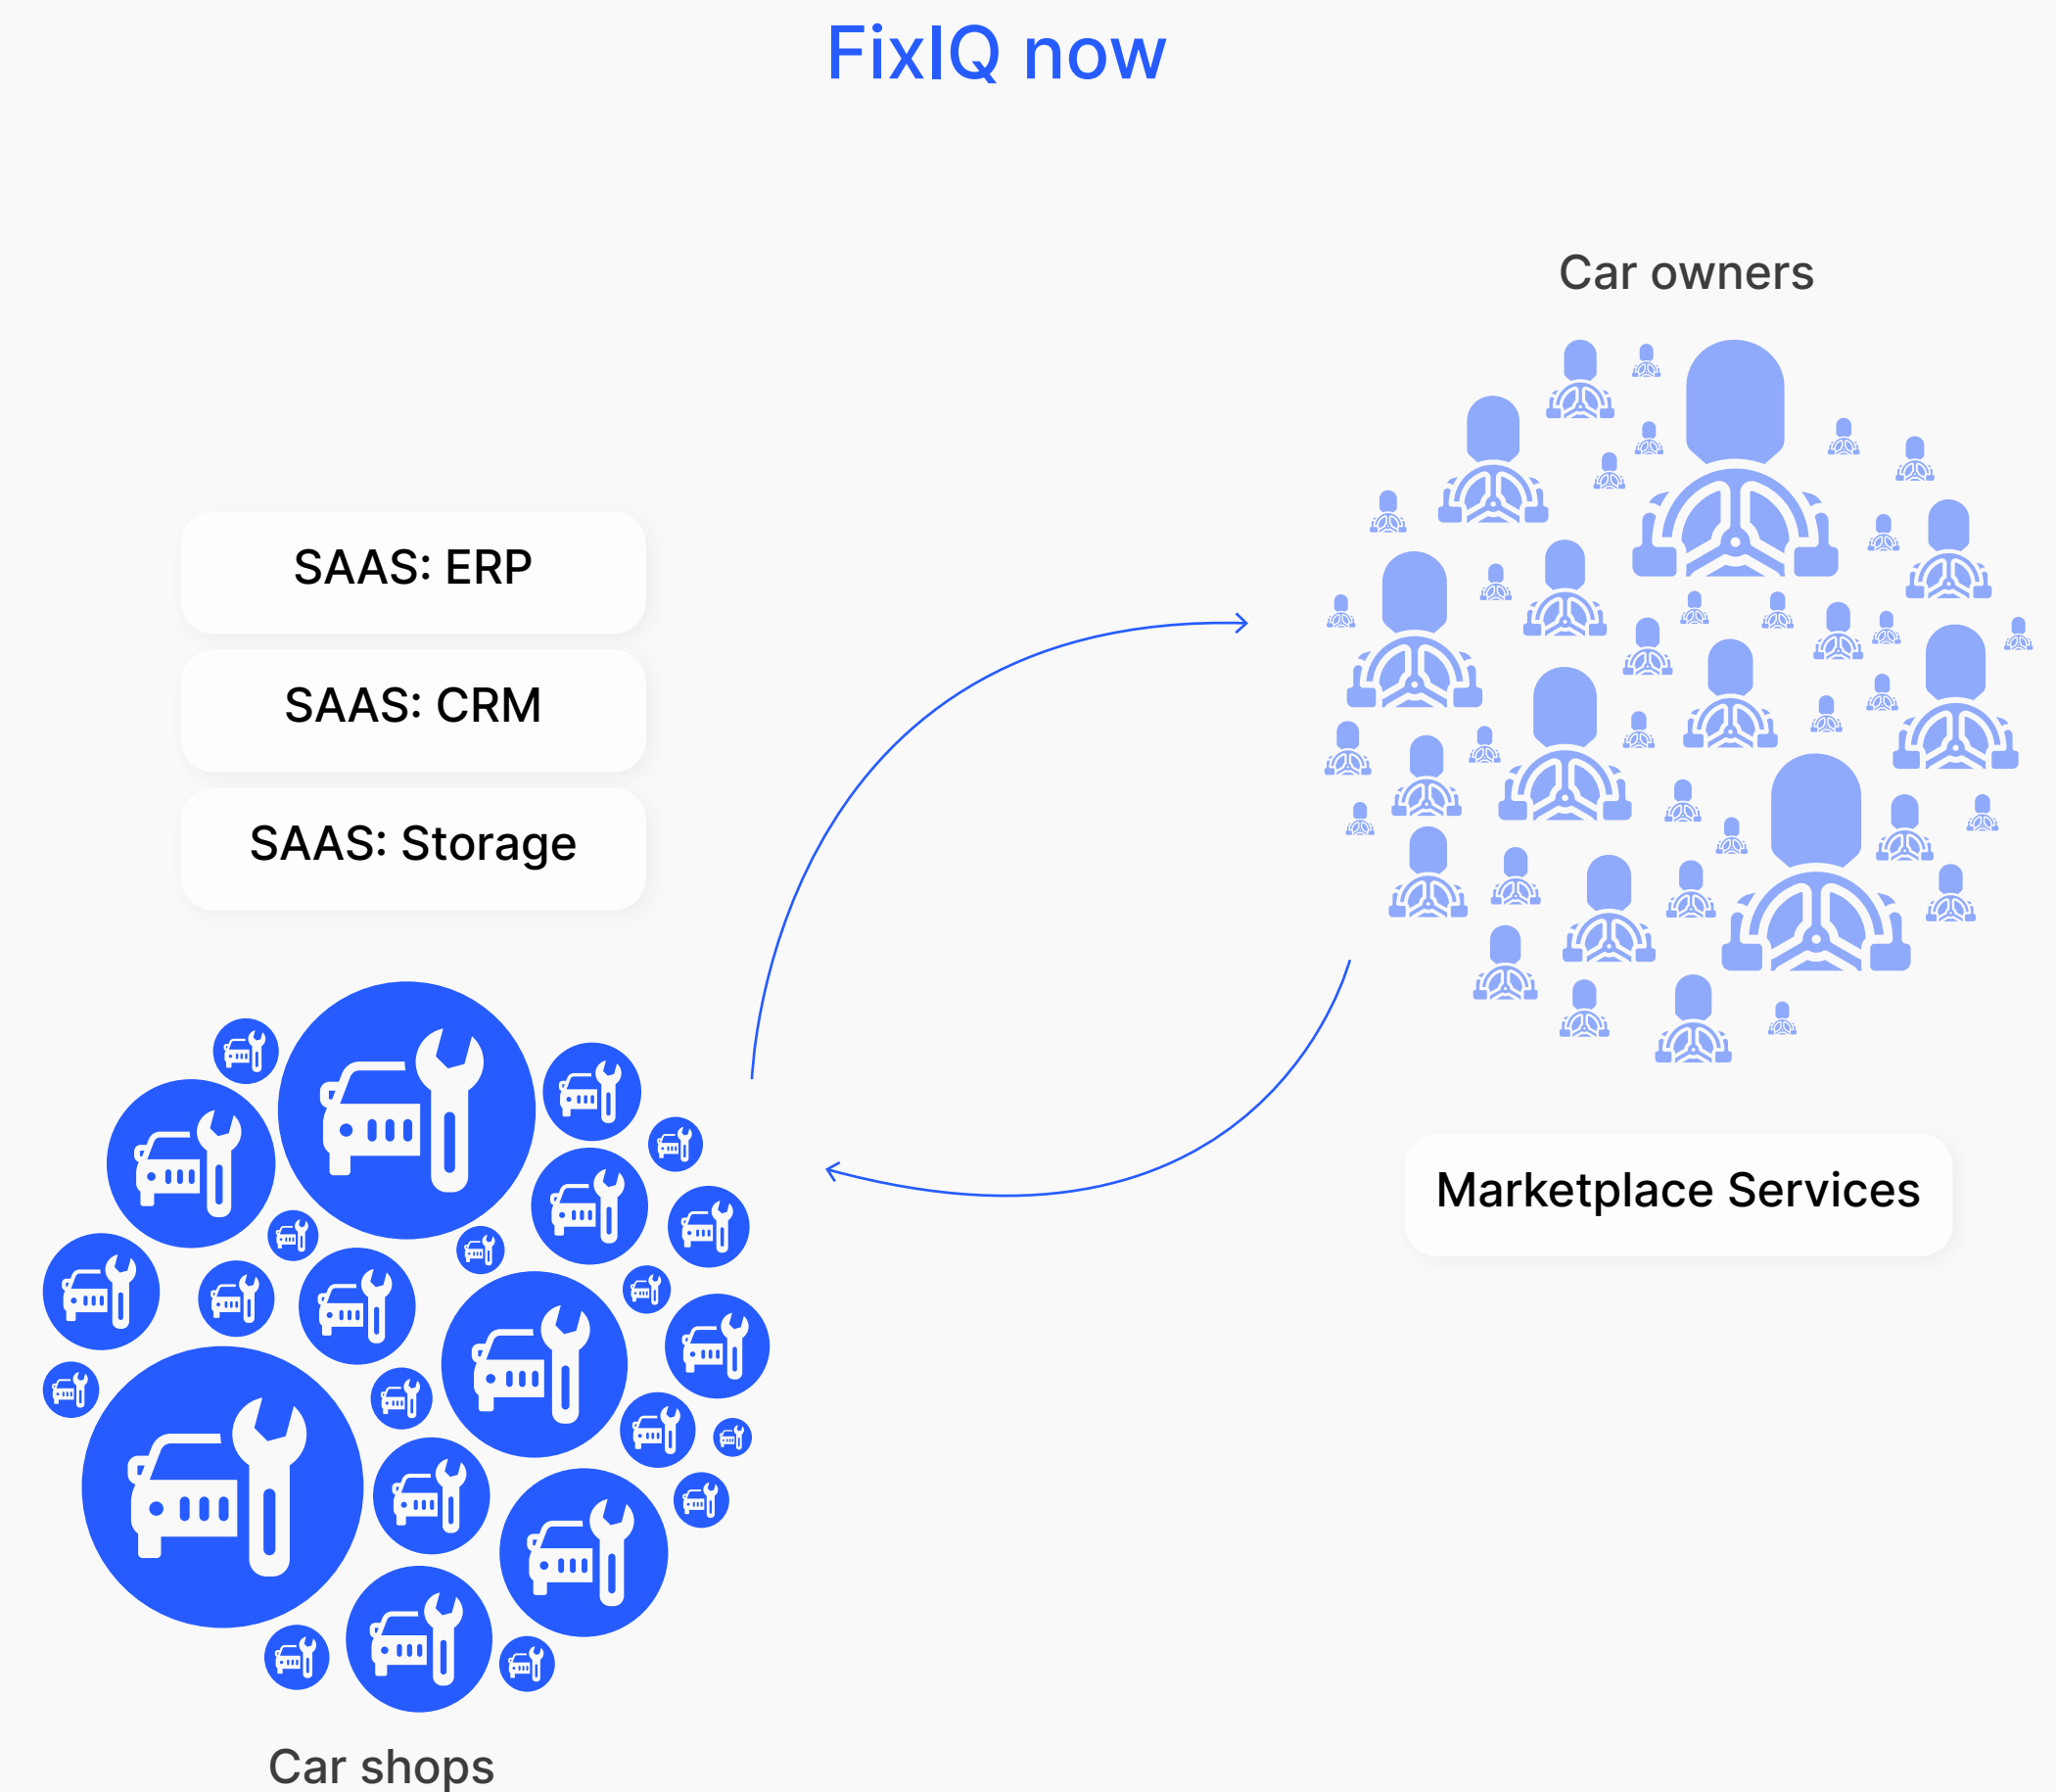 FixIQ now
Car owners
SAAS: ERP
SAAS: CRM
SAAS: Storage
Marketplace Services
Car shops